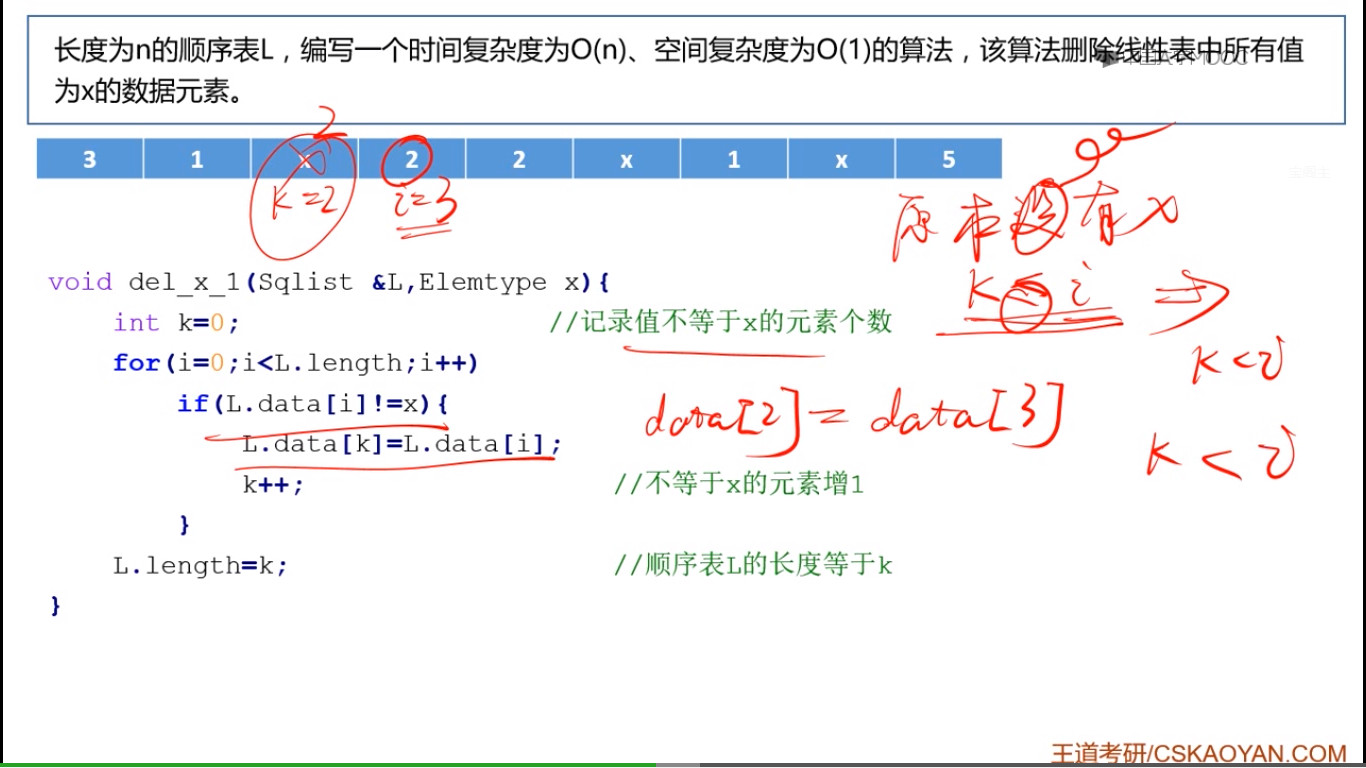 长度为n的顺序表L，编写一个时间复杂度为O(n)、空间复杂度为O(1)的算法，该算法删除线性表中所有值
为x的数据元素。
2
3 1 x 2 2 x 1 x 5
k=2 i=3
原本没有x
void del_x_1(Sqlist &L,Elemtype x){
k i ⇒
int k=0; //记录值不等于x的元素个数
for(i=0;i<L.length;i++)
k<i
if(L.data[i]!=x){
data[2]=data[3]
L.data[k]=L.data[i];
k<i
k++; //不等于x的元素增1
}
L.length=k; //顺序表L的长度等于k
}
王道考研/CSKAOYAN.COM